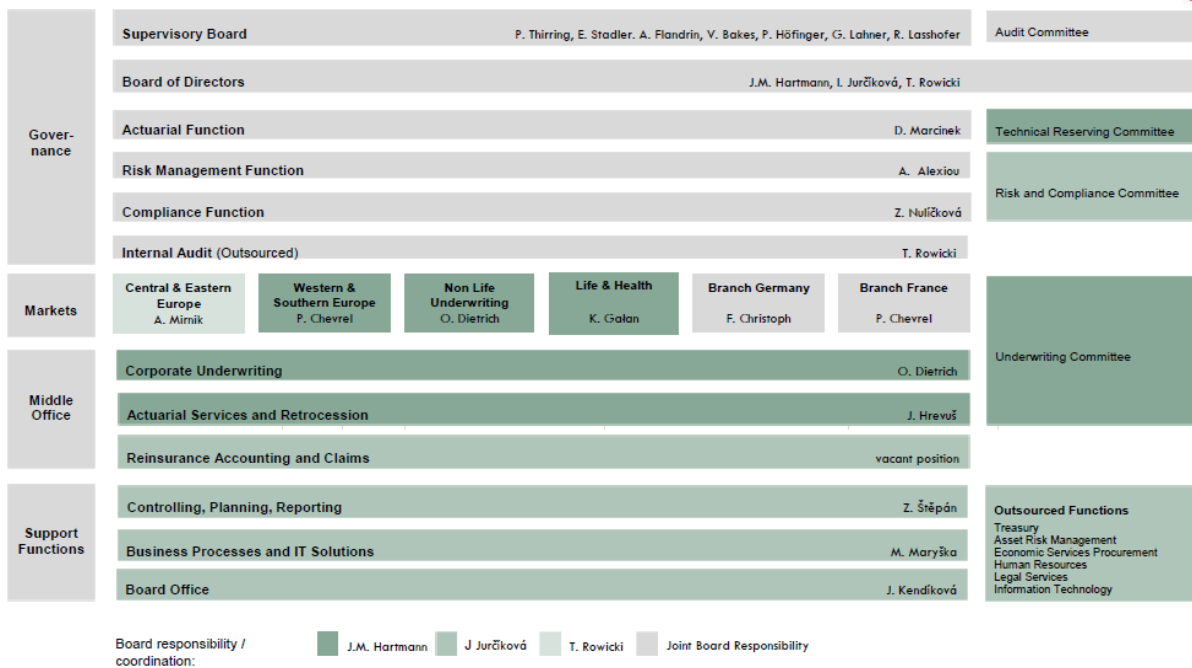 Supervisory Board P. Thirring, E. Stadler. A. Flandrin, V. Bakes, P. Höfinger, G. Lahner, R. Lasshofer Audit Committee
Board of Directors J.M. Hartmann, I. Jurčíková, T. Rowicki
Gover-
nance
Actuarial Function D. Marcinek Technical Reserving Committee
Risk Management Function A. Alexiou
Risk and Compliance Committee
Compliance Function Z. Nulíčková
Internal Audit (Outsourced) T. Rowicki
Markets
Central & Eastern
Europe
A. Mirnik
Western &
Southern Europe
P. Chevrel
Non Life
Underwriting
O. Dietrich
Life & Health
K. Galan
Branch Germany
F. Christoph
Branch France
P. Chevrel
Underwriting Committee
Middle
Office
Corporate Underwriting O. Dietrich
Actuarial Services and Retrocession J. Hrevuš
Reinsurance Accounting and Claims vacant position
Support
Functions
Controlling, Planning, Reporting Z. Štěpán
Business Processes and IT Solutions M. Maryška
Board Office J. Kendíková
Outsourced Functions
Treasury
Asset Risk Management
Economic Services Procurement
Human Resources
Legal Services
Information Technology
Board responsibility /
coordination:
J.M. Hartmann J Jurčíková T. Rowicki Joint Board Responsibility